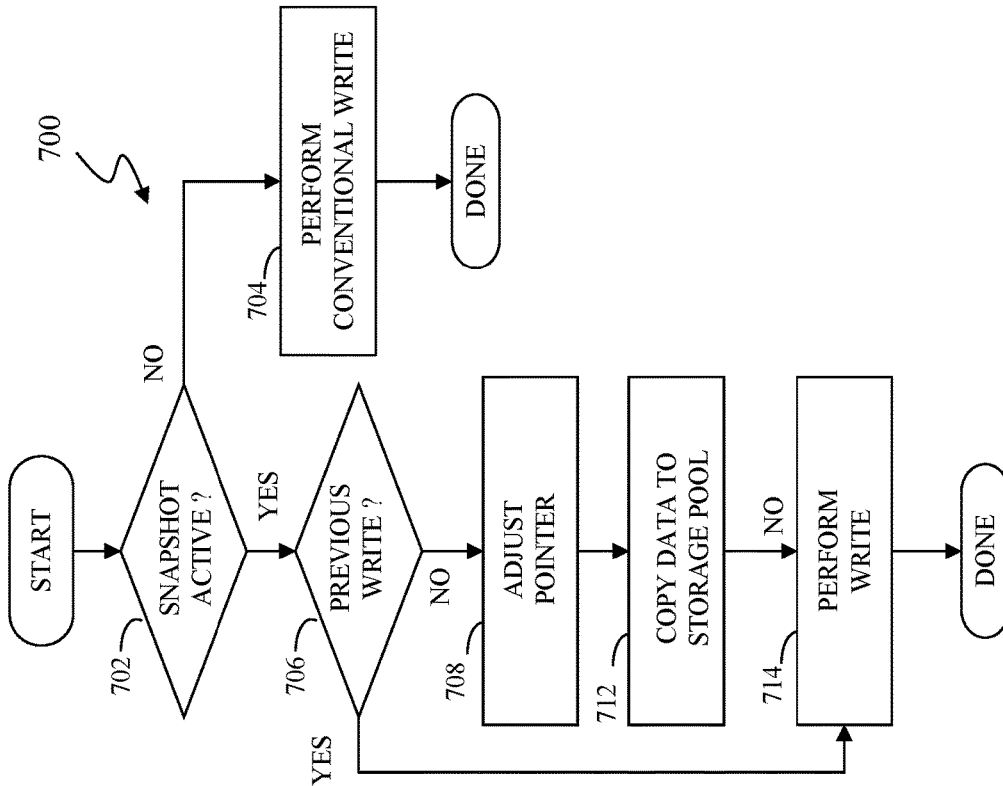 700
START
702
SNAPSHOT
ACTIVE ?
NO
YES
704
PERFORM
CONVENTIONAL WRITE
DONE
706
PREVIOUS
WRITE ?
YES
NO
708
ADJUST
POINTER
712
COPY DATA TO
STORAGE POOL
NO
714
PERFORM
WRITE
DONE